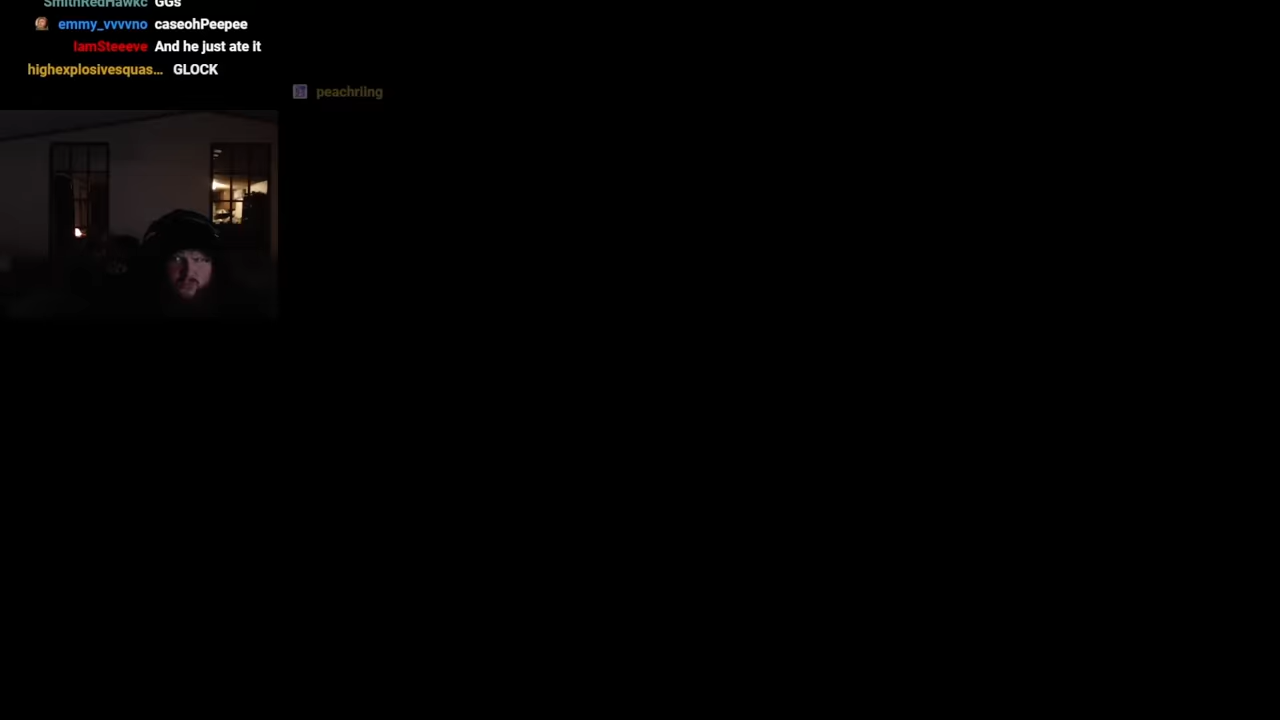 SmithRedHawkc GGs
emmy_vvvvno caseohPeepee
IamSteeeve And he just ate it
highexplosivesquas… GLOCK
peachriing